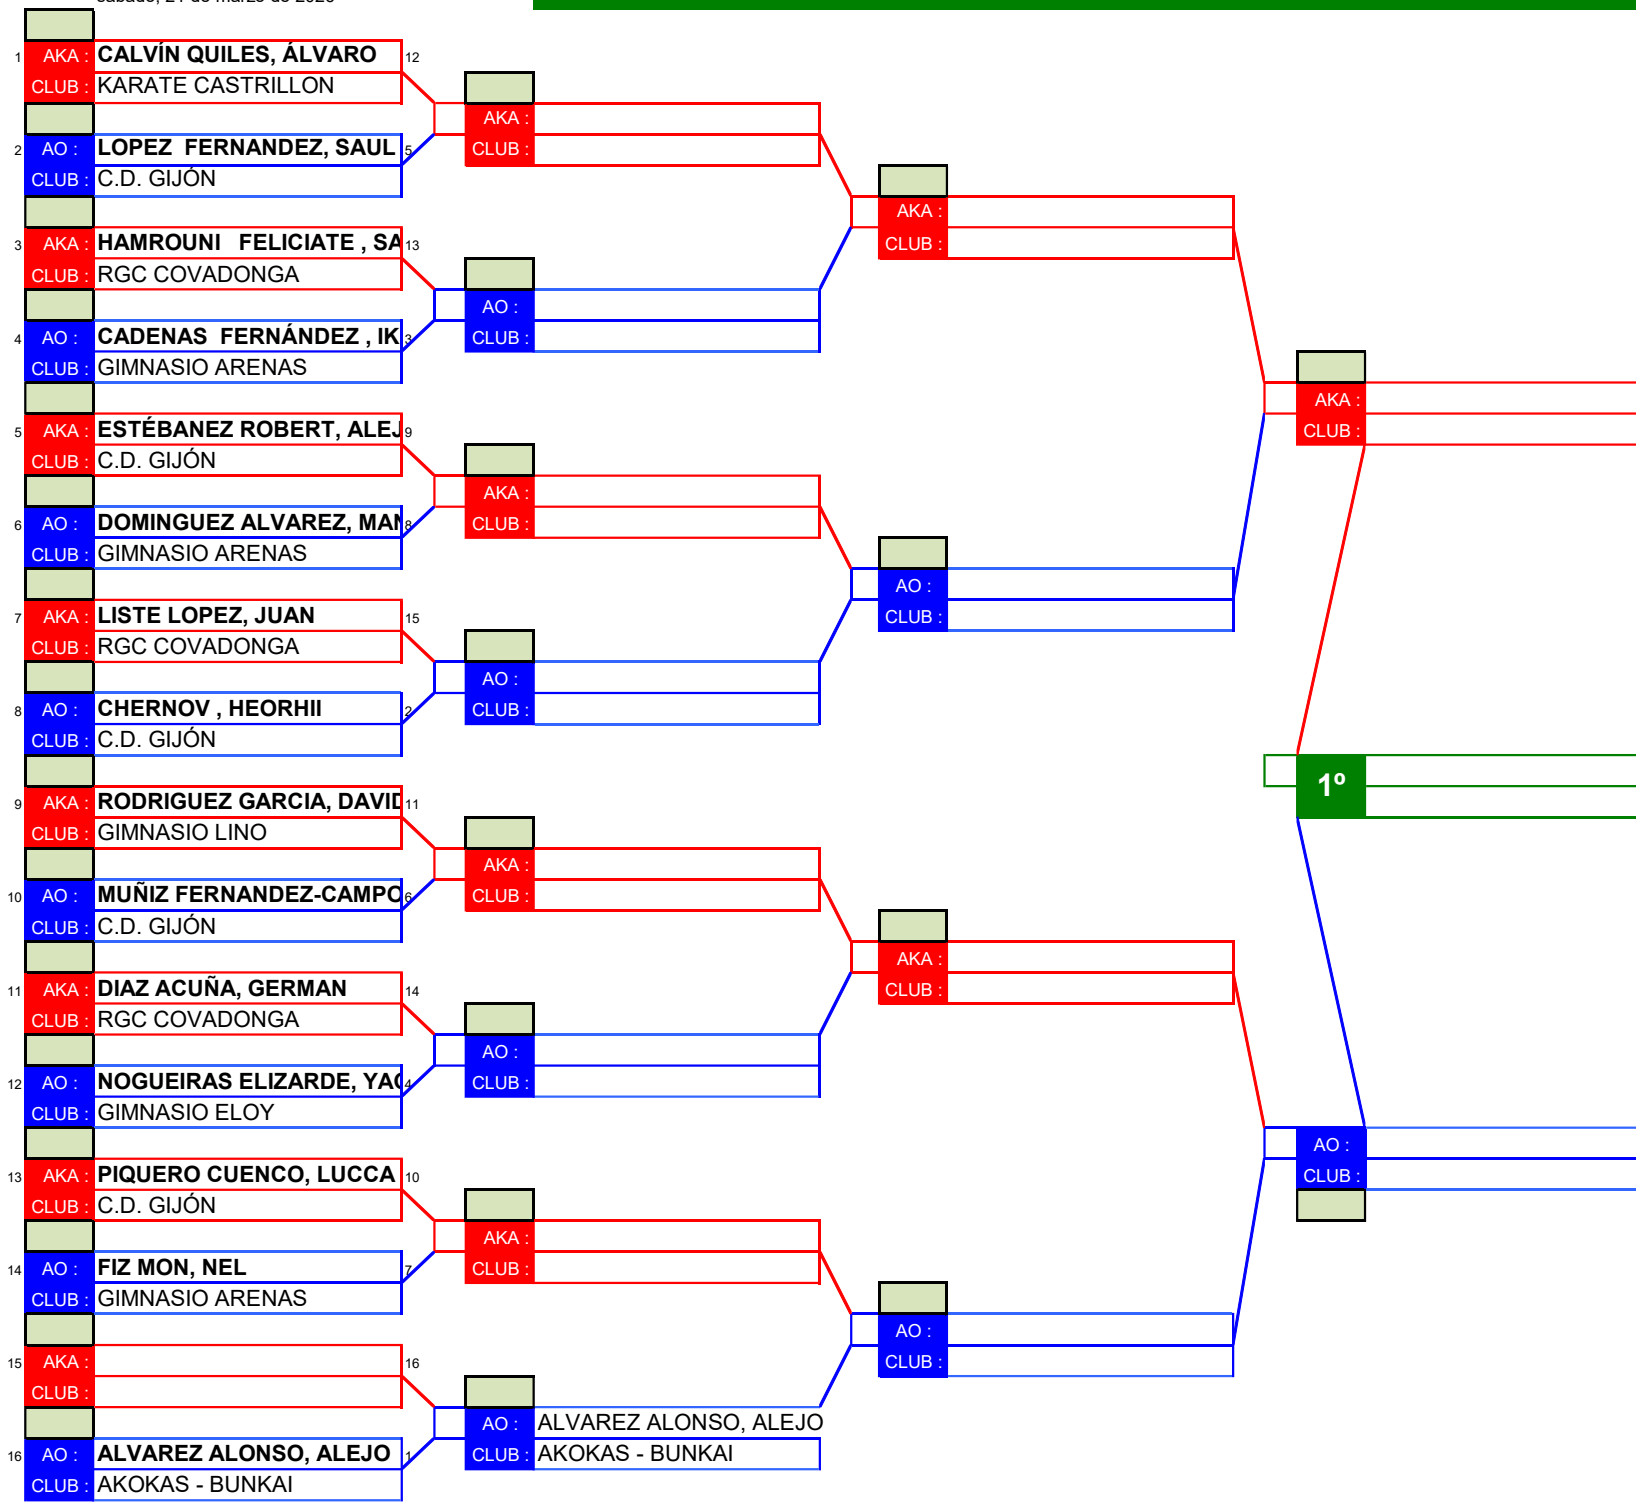 1 AKA : CALVÍN QUILES, ÁLVARO 12
CLUB : KARATE CASTRILLON
AKA :
2 AO : LOPEZ FERNANDEZ, SAUL 5
CLUB :
CLUB : C.D. GIJÓN
AKA :
3 AKA : HAMROUNI FELICIATE , SA 13
CLUB :
CLUB : RGC COVADONGA
AO :
4 AO : CADENAS FERNÁNDEZ , IK 3
CLUB :
CLUB : GIMNASIO ARENAS
AKA :
5 AKA : ESTÉBANEZ ROBERT, ALEJ 9
CLUB :
CLUB : C.D. GIJÓN
AKA :
6 AO : DOMINGUEZ ALVAREZ, MAN 8
CLUB :
CLUB : GIMNASIO ARENAS
AO :
7 AKA : LISTE LOPEZ, JUAN 15
CLUB :
CLUB : RGC COVADONGA
AO :
8 AO : CHERNOV , HEORHII 2
CLUB :
CLUB : C.D. GIJÓN
1º
9 AKA : RODRIGUEZ GARCIA, DAVID 11
CLUB : GIMNASIO LINO
AKA :
10 AO : MUÑIZ FERNANDEZ-CAMPO 6
CLUB :
CLUB : C.D. GIJÓN
AKA :
11 AKA : DIAZ ACUÑA, GERMAN 14
CLUB :
CLUB : RGC COVADONGA
AO :
12 AO : NOGUEIRAS ELIZARDE, YAG 4
CLUB :
CLUB : GIMNASIO ELOY
AO :
13 AKA : PIQUERO CUENCO, LUCCA 10
CLUB :
CLUB : C.D. GIJÓN
AKA :
14 AO : FIZ MON, NEL 7
CLUB :
CLUB : GIMNASIO ARENAS
AO :
15 AKA : 16
CLUB :
CLUB :
AO : ALVAREZ ALONSO, ALEJO
16 AO : ALVAREZ ALONSO, ALEJO 1
CLUB : AKOKAS - BUNKAI
CLUB : AKOKAS - BUNKAI